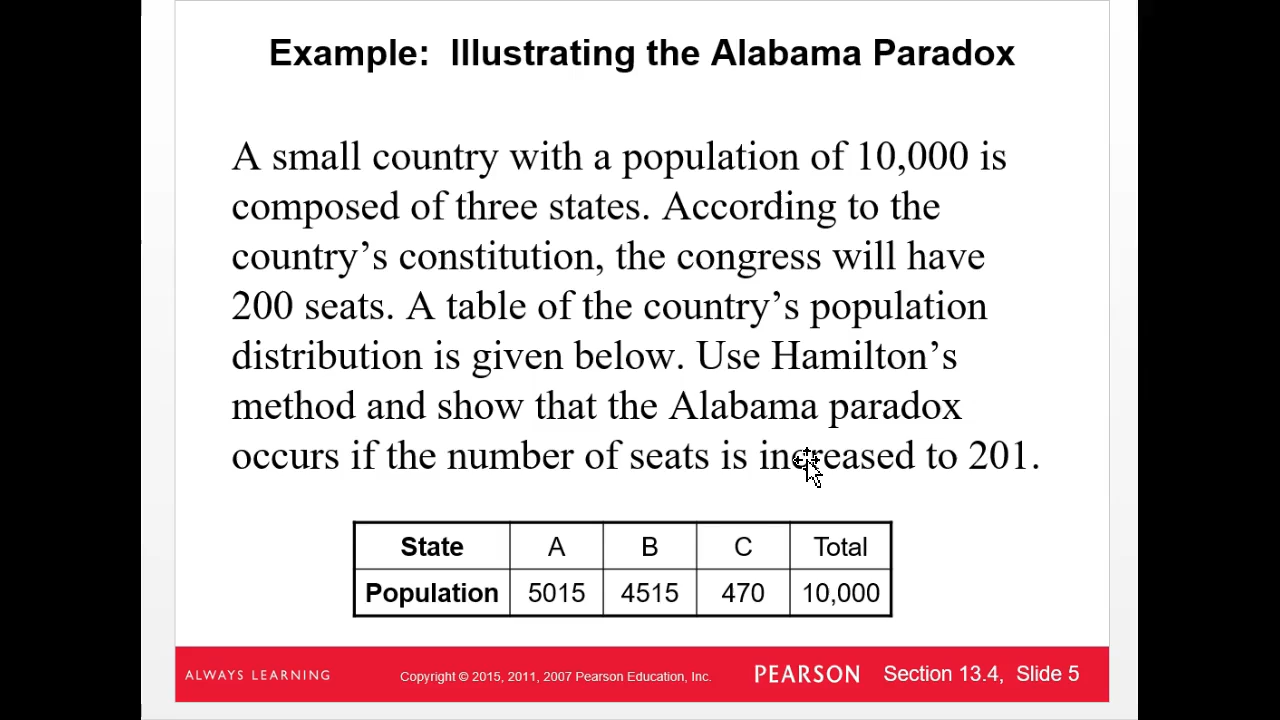 Example: Illustrating the Alabama Paradox
A small country with a population of 10,000 is
composed of three states. According to the
country’s constitution, the congress will have
200 seats. A table of the country’s population
distribution is given below. Use Hamilton’s
method and show that the Alabama paradox
occurs if the number of seats is increased to 201.
State A B C Total
Population 5015 4515 470 10,000
ALWAYS LEARNING Copyright © 2015, 2011, 2007 Pearson Education, Inc. PEARSON Section 13.4, Slide 5